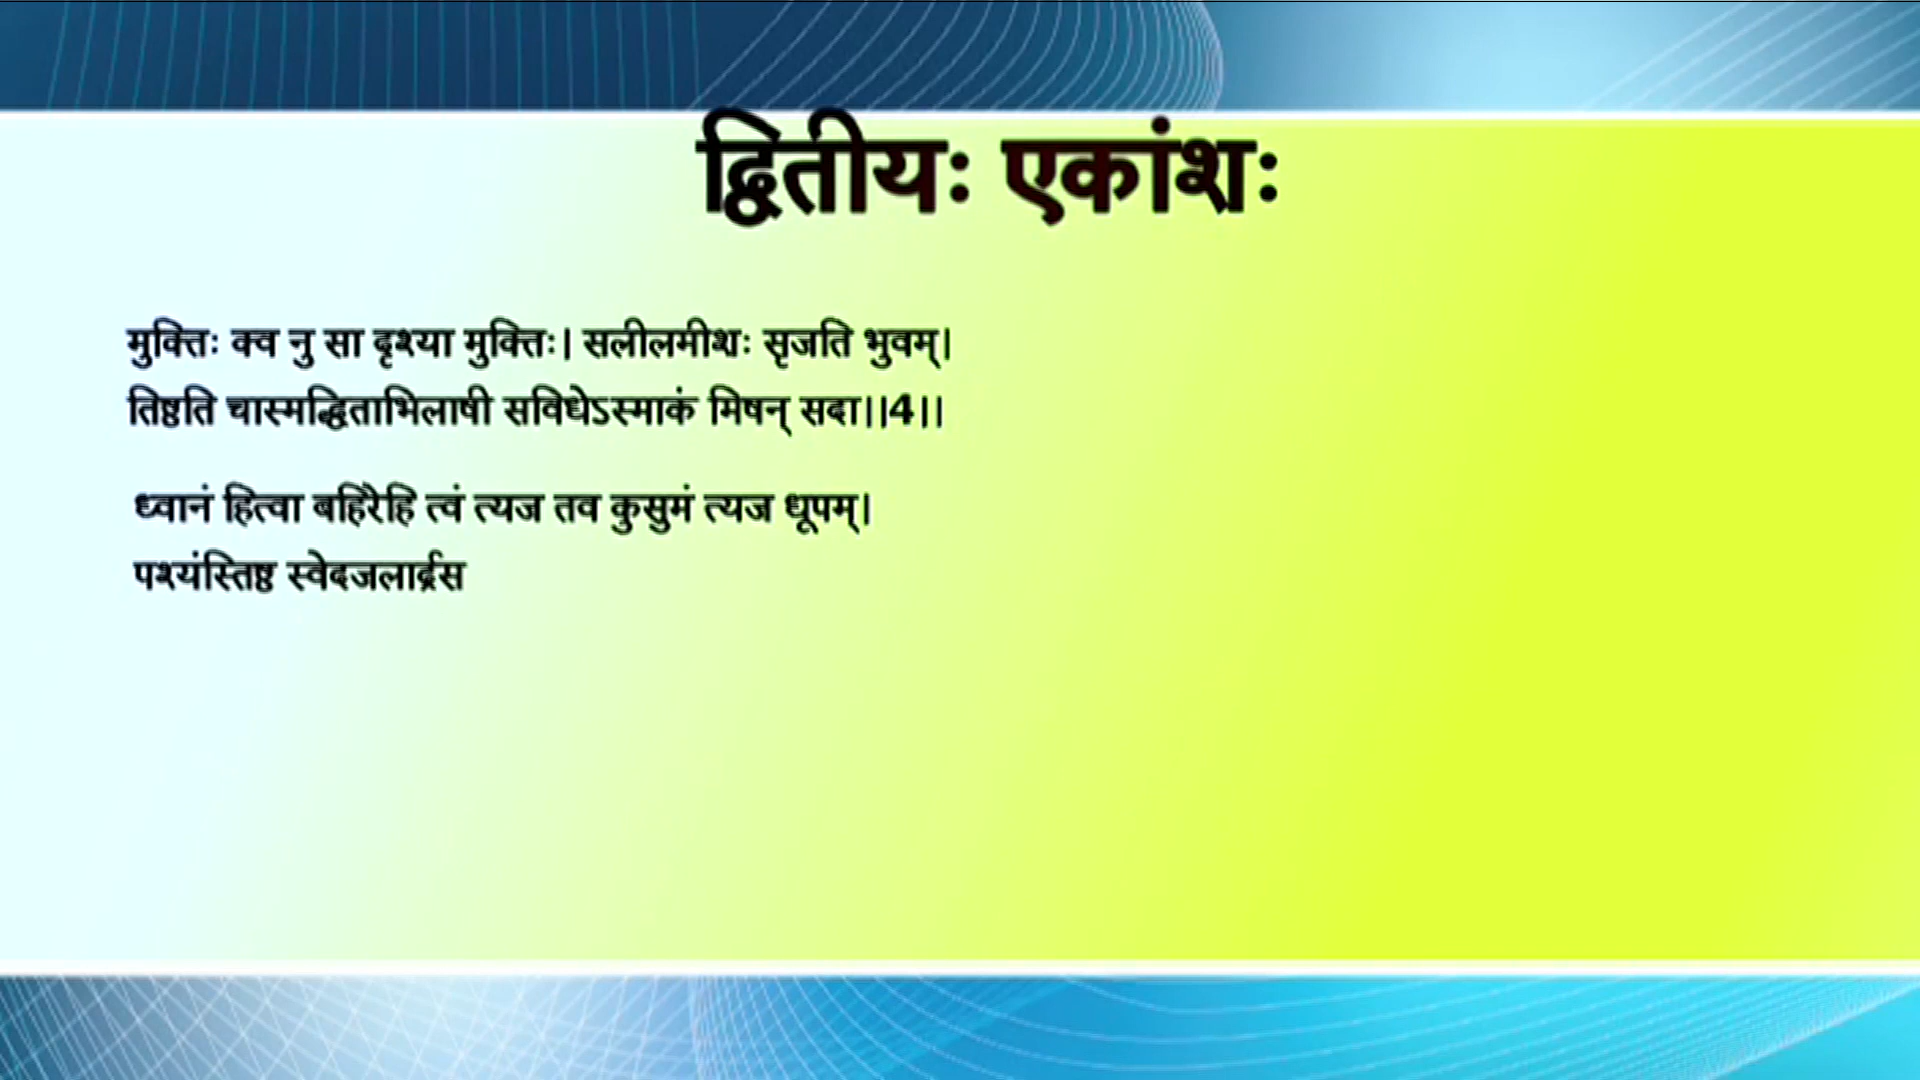 द्वितीयः एकांशः
मुक्तिः क्व नु सा दृश्या मुक्तिः| सलीलमीशः सृजति भुवम्|
तिष्ठति चास्मद्धिताभिलाषी सविधेऽस्माकं मिषन् सदा||4||
ध्वानं हित्वा बहिरेहि त्वं त्यज तव कुसुमं त्यज धूपम्|
पश्यंस्तिष्ठ स्वेदजलार्द्रस